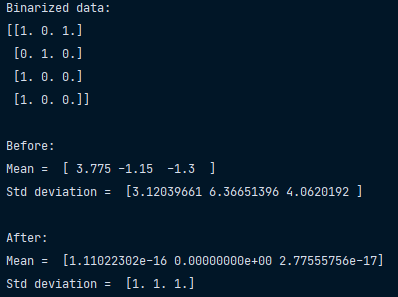 Binarized data:
[[1. 0. 1.]
 [0. 1. 0.]
 [1. 0. 0.]
 [1. 0. 0.]]
Before:
Mean =  [ 3.775 -1.15  -1.3  ]
Std deviation =  [3.12039661 6.36651396 4.0620192 ]
After:
Mean =  [1.11022302e-16 0.00000000e+00 2.77555756e-17]
Std deviation =  [1. 1. 1.]